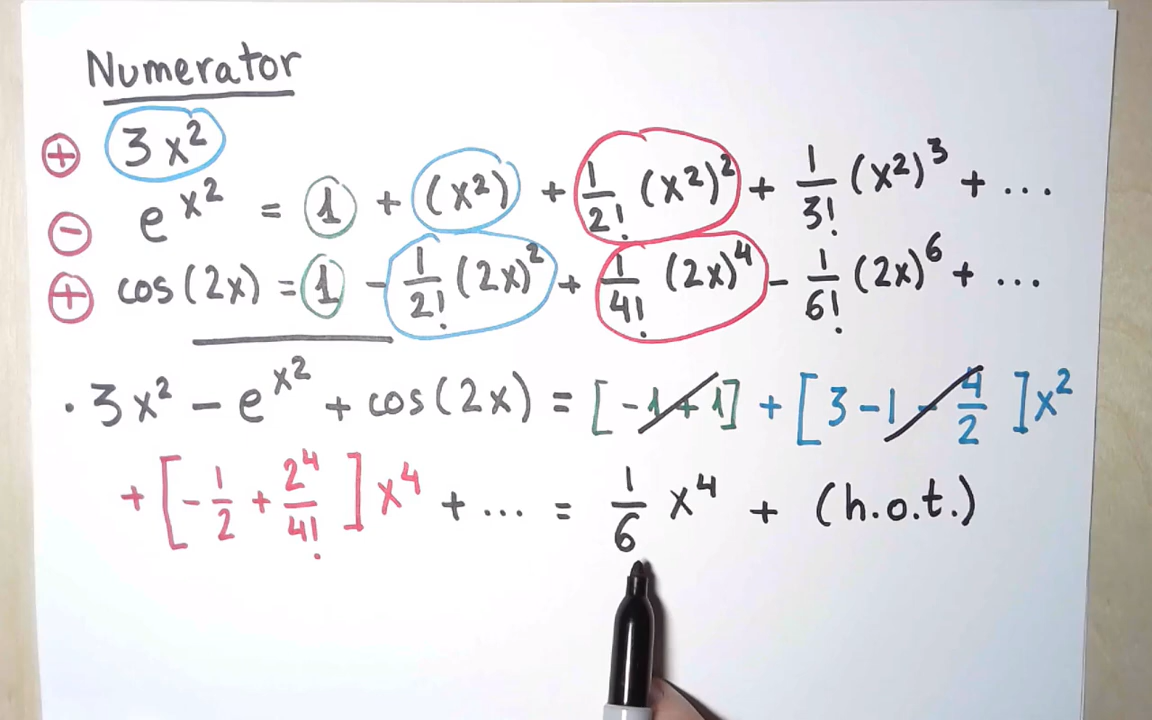 Numerator
⊕ 3x²
⊖ e^{x²} = 1 + (x²) + 1/2! (x²)² + 1/3! (x²)³ + ...
⊕ cos(2x) = 1 - 1/2! (2x)² + 1/4! (2x)⁴ - 1/6! (2x)⁶ + ...
· 3x² - e^{x²} + cos(2x) = [-1+1] + [3-1-4/2]x²
+ [-1/2 + 2⁴/4!]x⁴ + ... = 1/6 x⁴ + (h.o.t.)